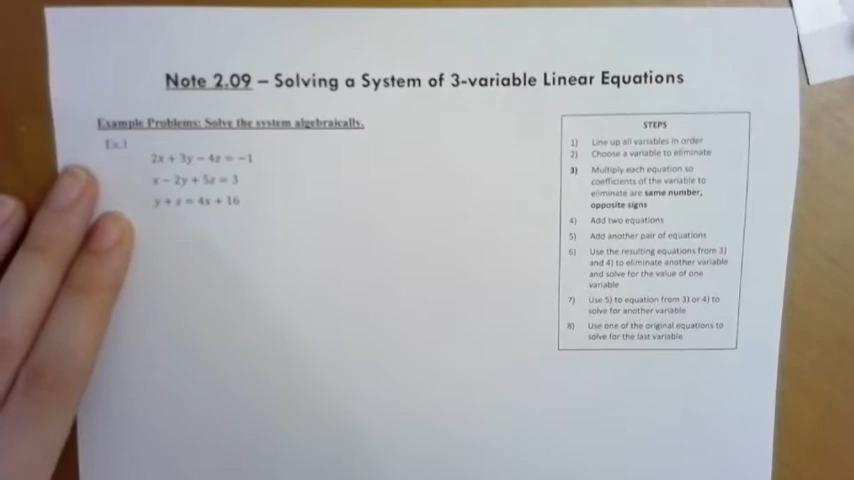 Note 2.09 – Solving a System of 3-variable Linear Equations
Example Problems: Solve the system algebraically.
Ex.1
2x + 3y – 4z = –1
x – 2y + 5z = 3
y + z = 4x + 16
STEPS
1) Line up all variables in order
2) Choose a variable to eliminate
3) Multiply each equation so
coefficients of the variable to
eliminate are same number,
opposite signs
4) Add two equations
5) Add another pair of equations
6) Use the resulting equations from 3)
and 4) to eliminate another variable
and solve for the value of one
variable
7) Use 5) to equation from 3) or 4) to
solve for another variable
8) Use one of the original equations to
solve for the last variable